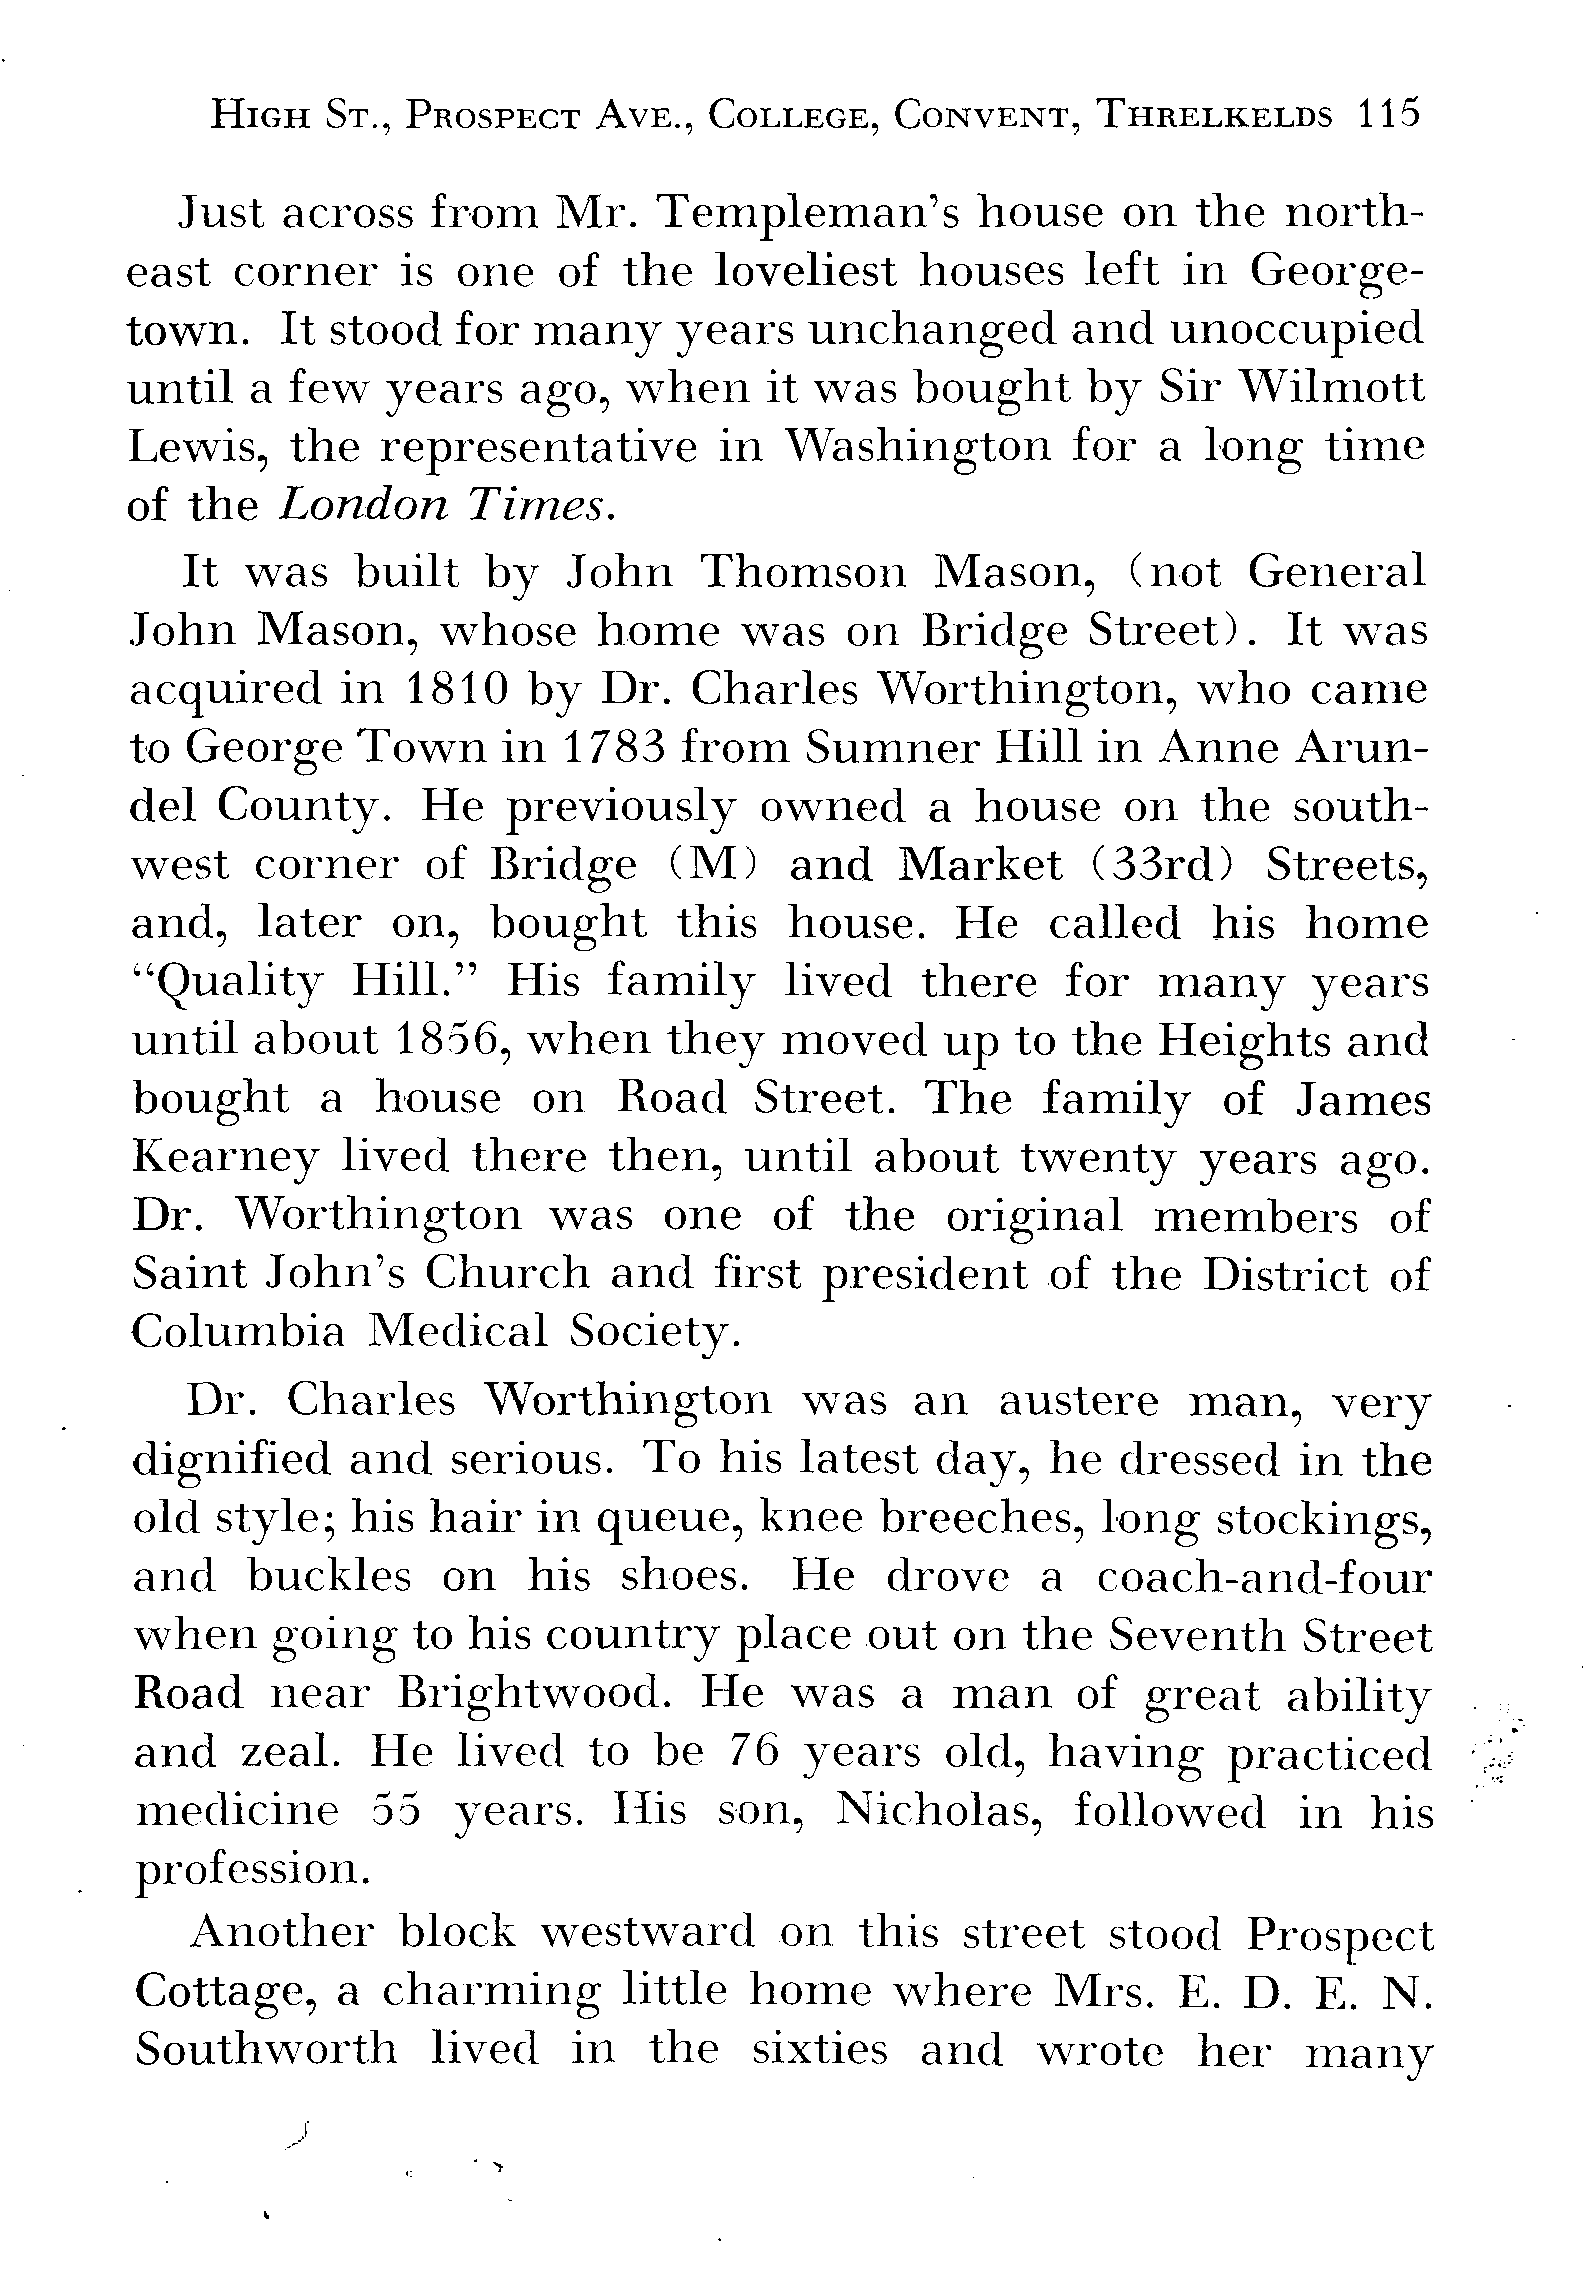 HIGH ST., PROSPECT AVE., COLLEGE, CONVENT, THRELKELDS 115
Just across from Mr. Templeman's house on the north-
east corner is one of the loveliest houses left in George-
town. It stood for many years unchanged and unoccupied
until a few years ago, when it was bought by Sir Wilmott
Lewis, the representative in Washington for a long time
of the London Times.
It was built by John Thomson Mason, (not General
John Mason, whose home was on Bridge Street). It was
acquired in 1810 by Dr. Charles Worthington, who came
to George Town in 1783 from Sumner Hill in Anne Arun-
del County. He previously owned a house on the south-
west corner of Bridge (M) and Market (33rd) Streets,
and, later on, bought this house. He called his home
“Quality Hill.” His family lived there for many years
until about 1856, when they moved up to the Heights and
bought a house on Road Street. The family of James
Kearney lived there then, until about twenty years ago.
Dr. Worthington was one of the original members of
Saint John's Church and first president of the District of
Columbia Medical Society.
Dr. Charles Worthington was an austere man, very
dignified and serious. To his latest day, he dressed in the
old style; his hair in queue, knee breeches, long stockings,
and buckles on his shoes. He drove a coach-and-four
when going to his country place out on the Seventh Street
Road near Brightwood. He was a man of great ability
and zeal. He lived to be 76 years old, having practiced
medicine 55 years. His son, Nicholas, followed in his
profession.
Another block westward on this street stood Prospect
Cottage, a charming little home where Mrs. E. D. E. N.
Southworth lived in the sixties and wrote her many